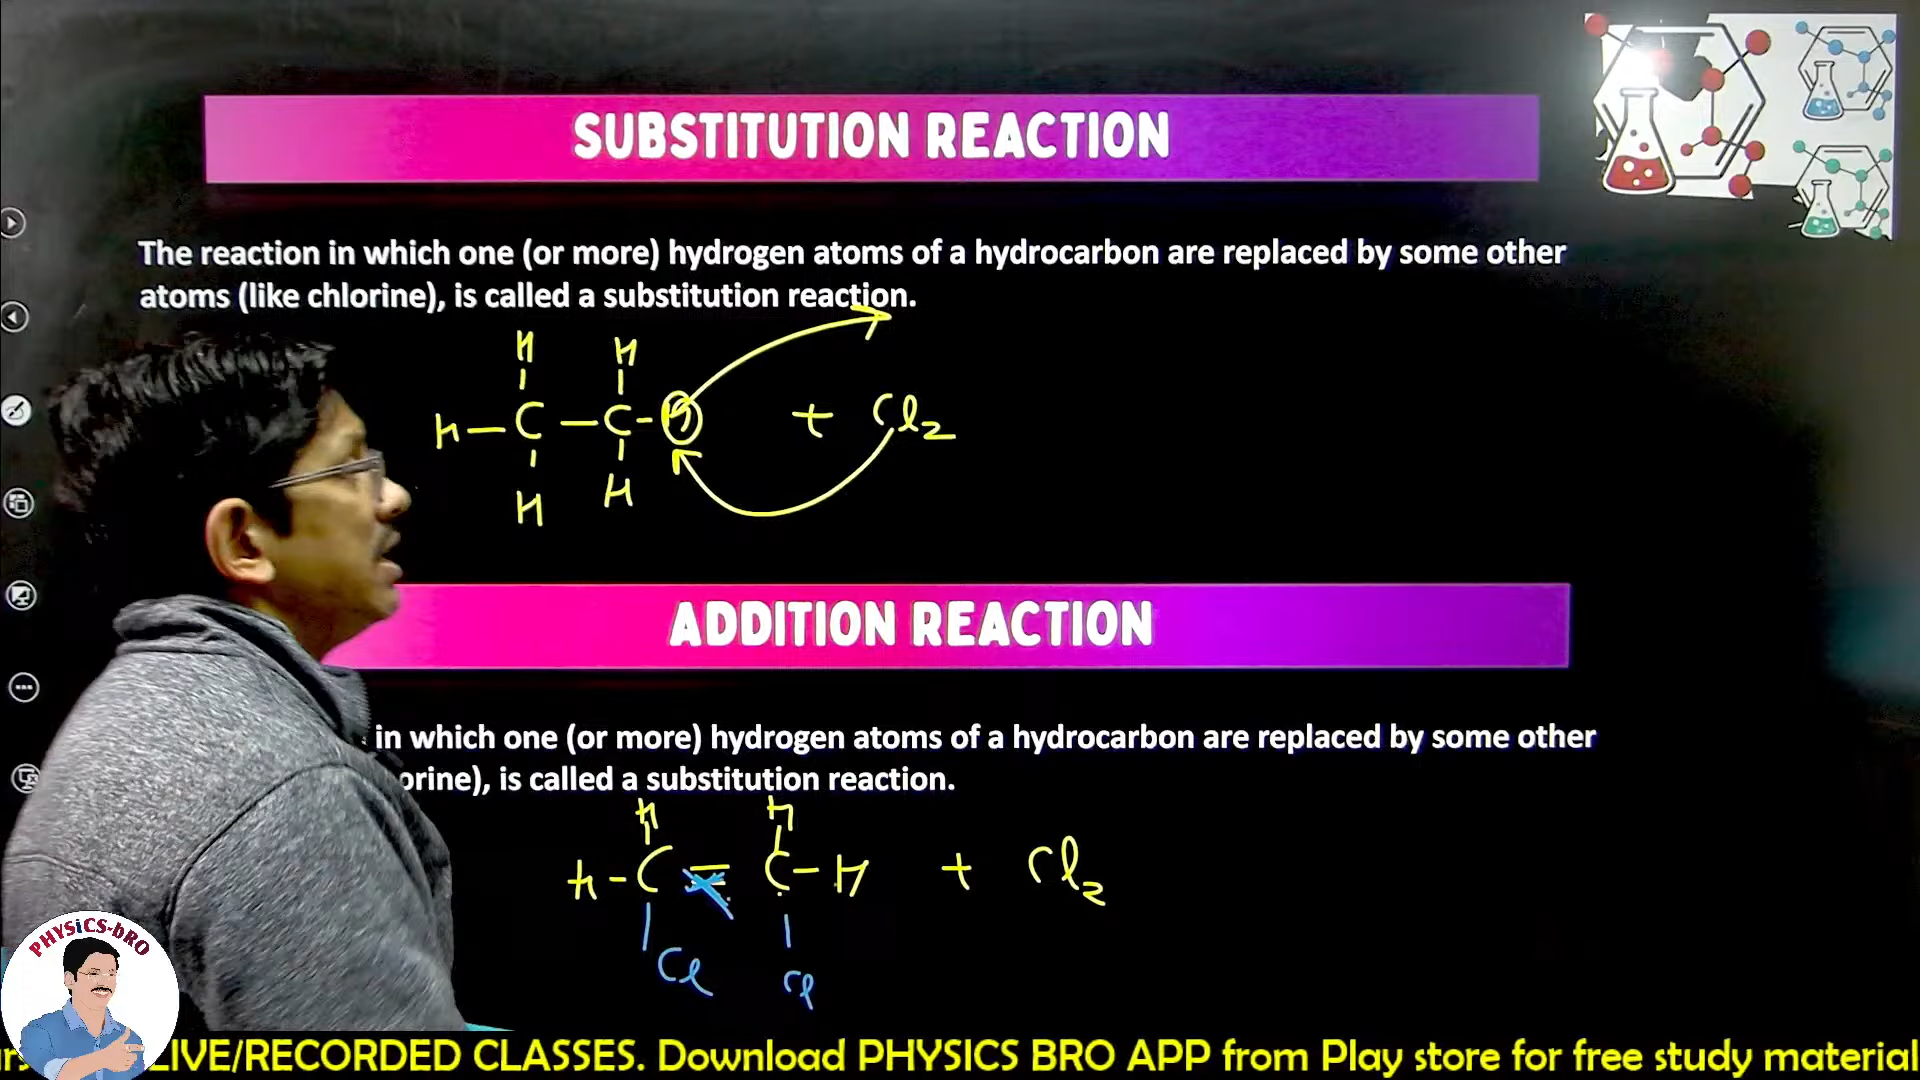 SUBSTITUTION REACTION
The reaction in which one (or more) hydrogen atoms of a hydrocarbon are replaced by some other
atoms (like chlorine), is called a substitution reaction.
H H
H – C – C – H + Cl2
H H
ADDITION REACTION
in which one (or more) hydrogen atoms of a hydrocarbon are replaced by some other
orine), is called a substitution reaction.
H H
H – C = C – H + Cl2
Cl Cl
PHYSiCS-bRO
LIVE/RECORDED CLASSES. Download PHYSICS BRO APP from Play store for free study material